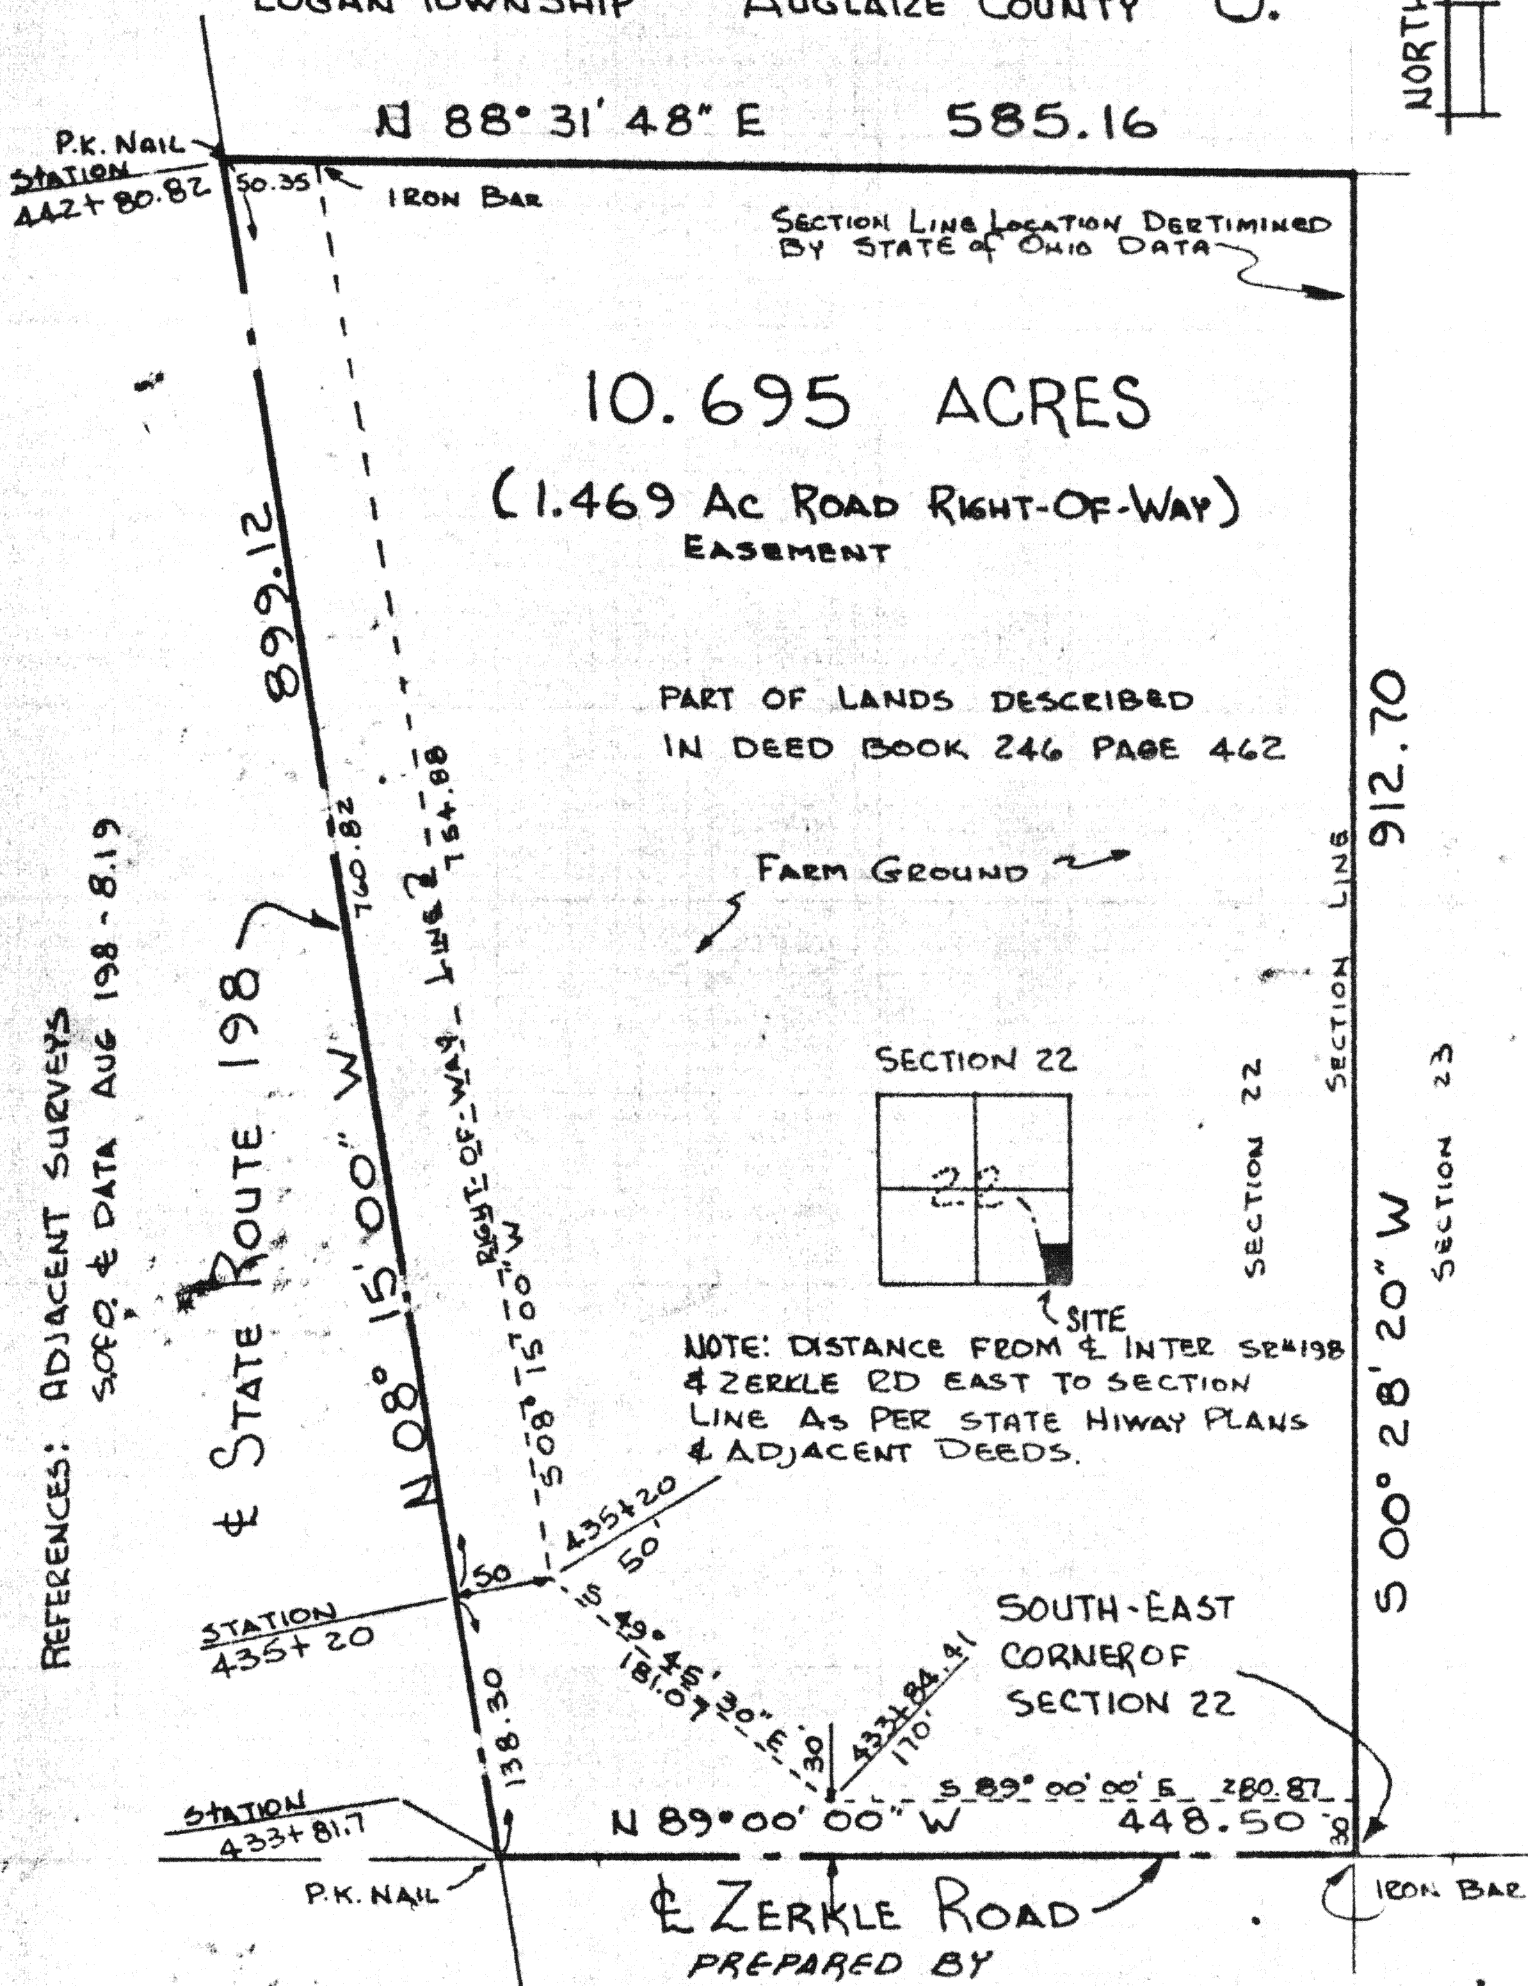 LOGAN TOWNSHIP AUGLAIZE COUNTY O.
NORTH
N 88° 31' 48" E 585.16
P.K. NAIL
STATION
442+80.82
50.35
IRON BAR
SECTION LINE LOCATION DERTIMINED
BY STATE of OHIO DATA
10.695 ACRES
(1.469 AC ROAD RIGHT-OF-WAY)
EASEMENT
899.12
PART OF LANDS DESCRIBED
IN DEED BOOK 246 PAGE 462
912.70
760.82
754.88
RIGHT-OF-WAY - LINE
FARM GROUND
SECTION LINE
REFERENCES: ADJACENT SURVEYS
S.OF.O. ℄ DATA AUG 198-8.19
℄ STATE ROUTE 198
N 08° 15' 00" W
S 08° 15' 00" W
SECTION 22
22
SITE
SECTION 22
SECTION 23
S 00° 28' 20" W
NOTE: DISTANCE FROM ℄ INTER SR#198
& ZERKLE RD EAST TO SECTION
LINE AS PER STATE HIWAY PLANS
& ADJACENT DEEDS.
435+20
50'
50
STATION
435+20
S 49° 45' 30" E
181.07
SOUTH-EAST
CORNER OF
SECTION 22
138.30
30'
433+84.41
170'
S 89° 00' 00' E 280.87
STATION
433+81.7
N 89° 00' 00" W 448.50
30'
P.K. NAIL
IRON BAR
℄ ZERKLE ROAD
PREPARED BY